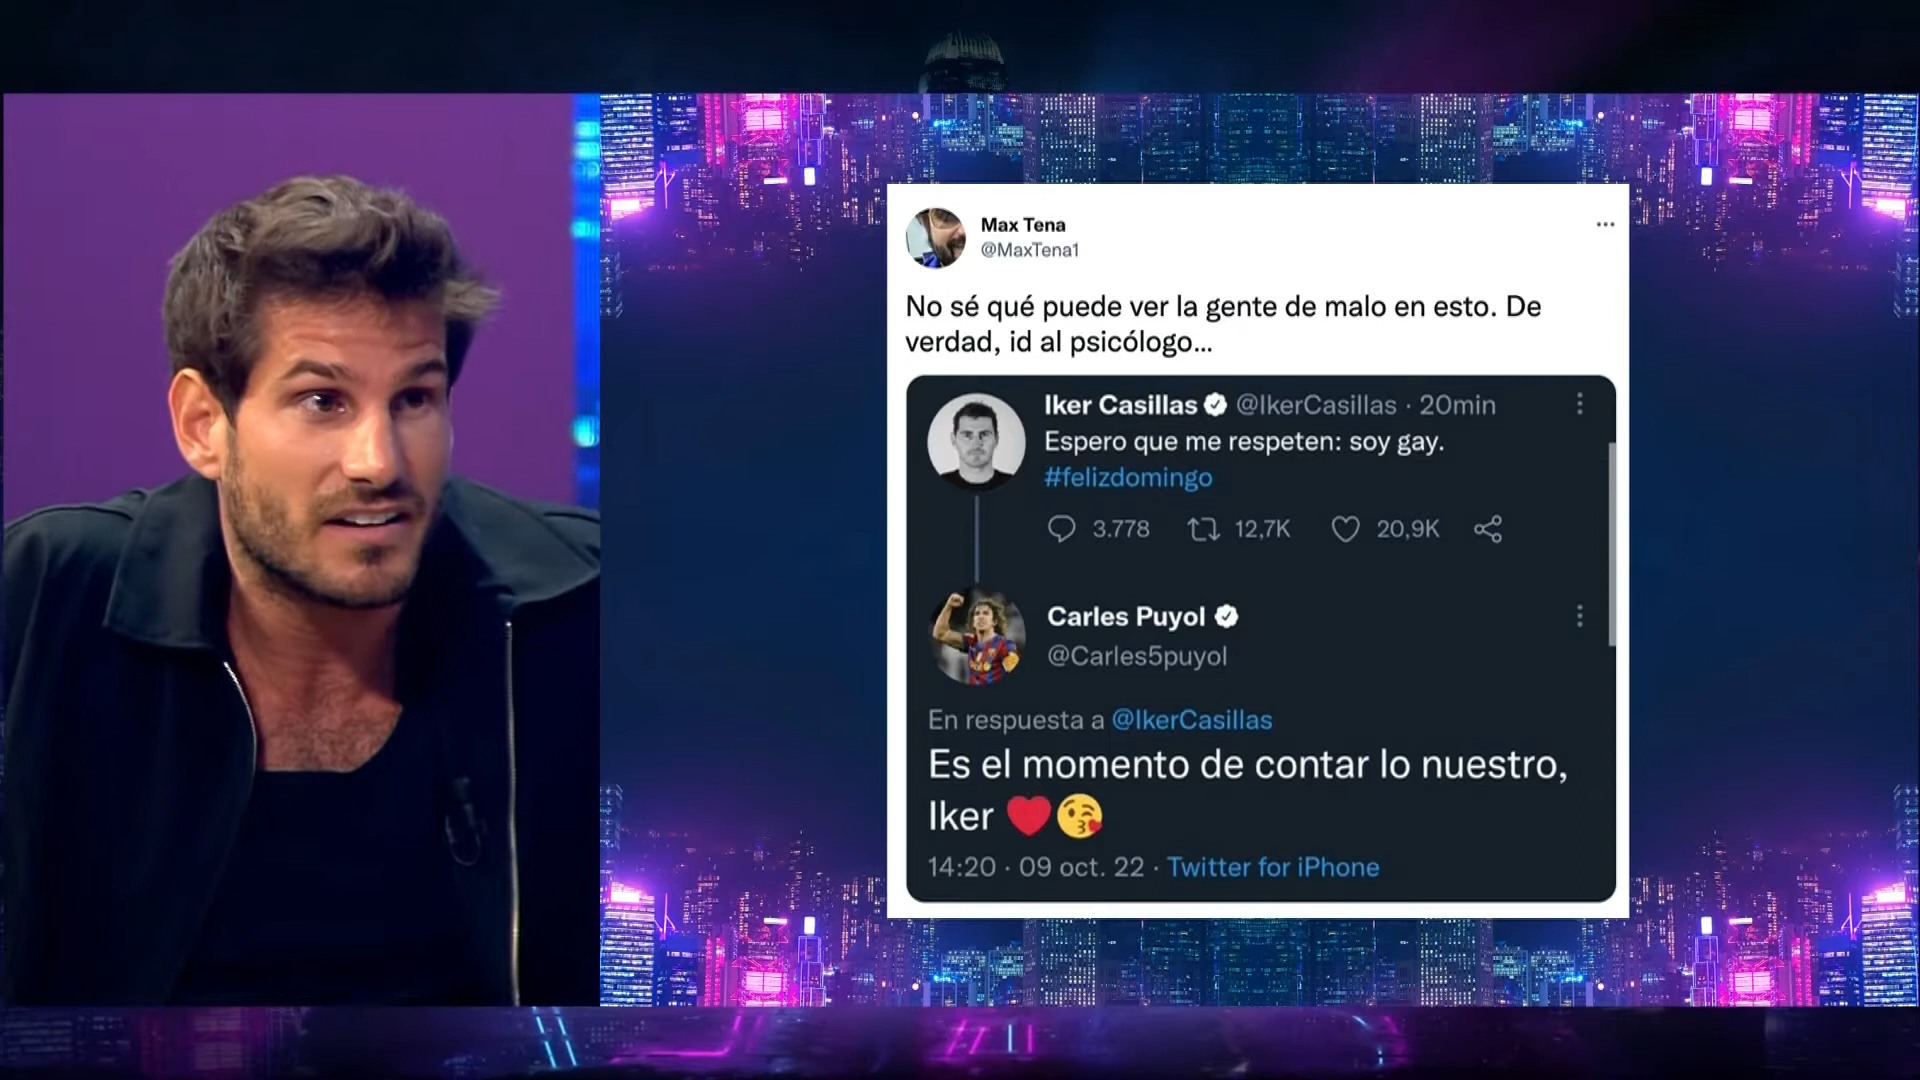 Max Tena
@MaxTena1
No sé qué puede ver la gente de malo en esto. De
verdad, id al psicólogo...
Iker Casillas @IkerCasillas · 20min
Espero que me respeten: soy gay.
#felizdomingo
3.778 12,7K 20,9K
Carles Puyol
@Carles5puyol
En respuesta a @IkerCasillas
Es el momento de contar lo nuestro,
Iker ❤️😘
14:20 · 09 oct. 22 · Twitter for iPhone